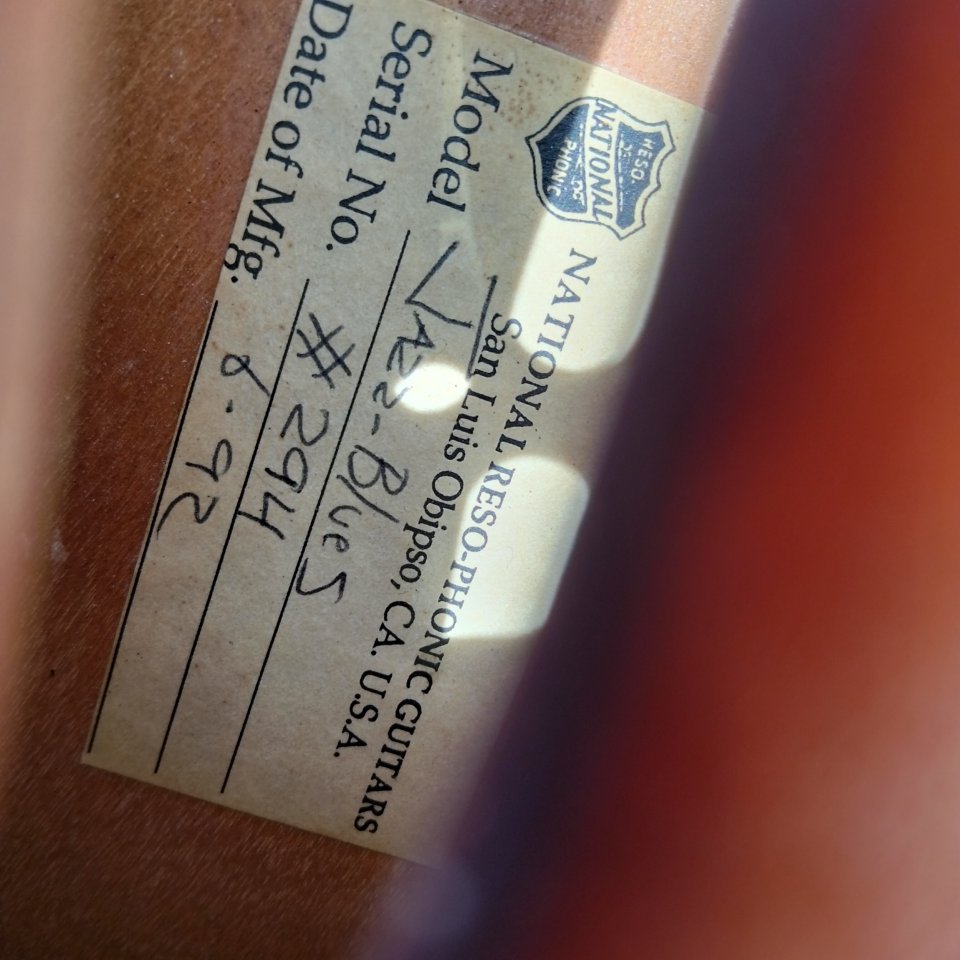 RESO.
NATIONAL
PHONIC
NATIONAL RESO-PHONIC GUITARS
San Luis Obipso, CA. U.S.A.
Model Jazz-Blues
Serial No. #294
Date of Mfg. 8-92